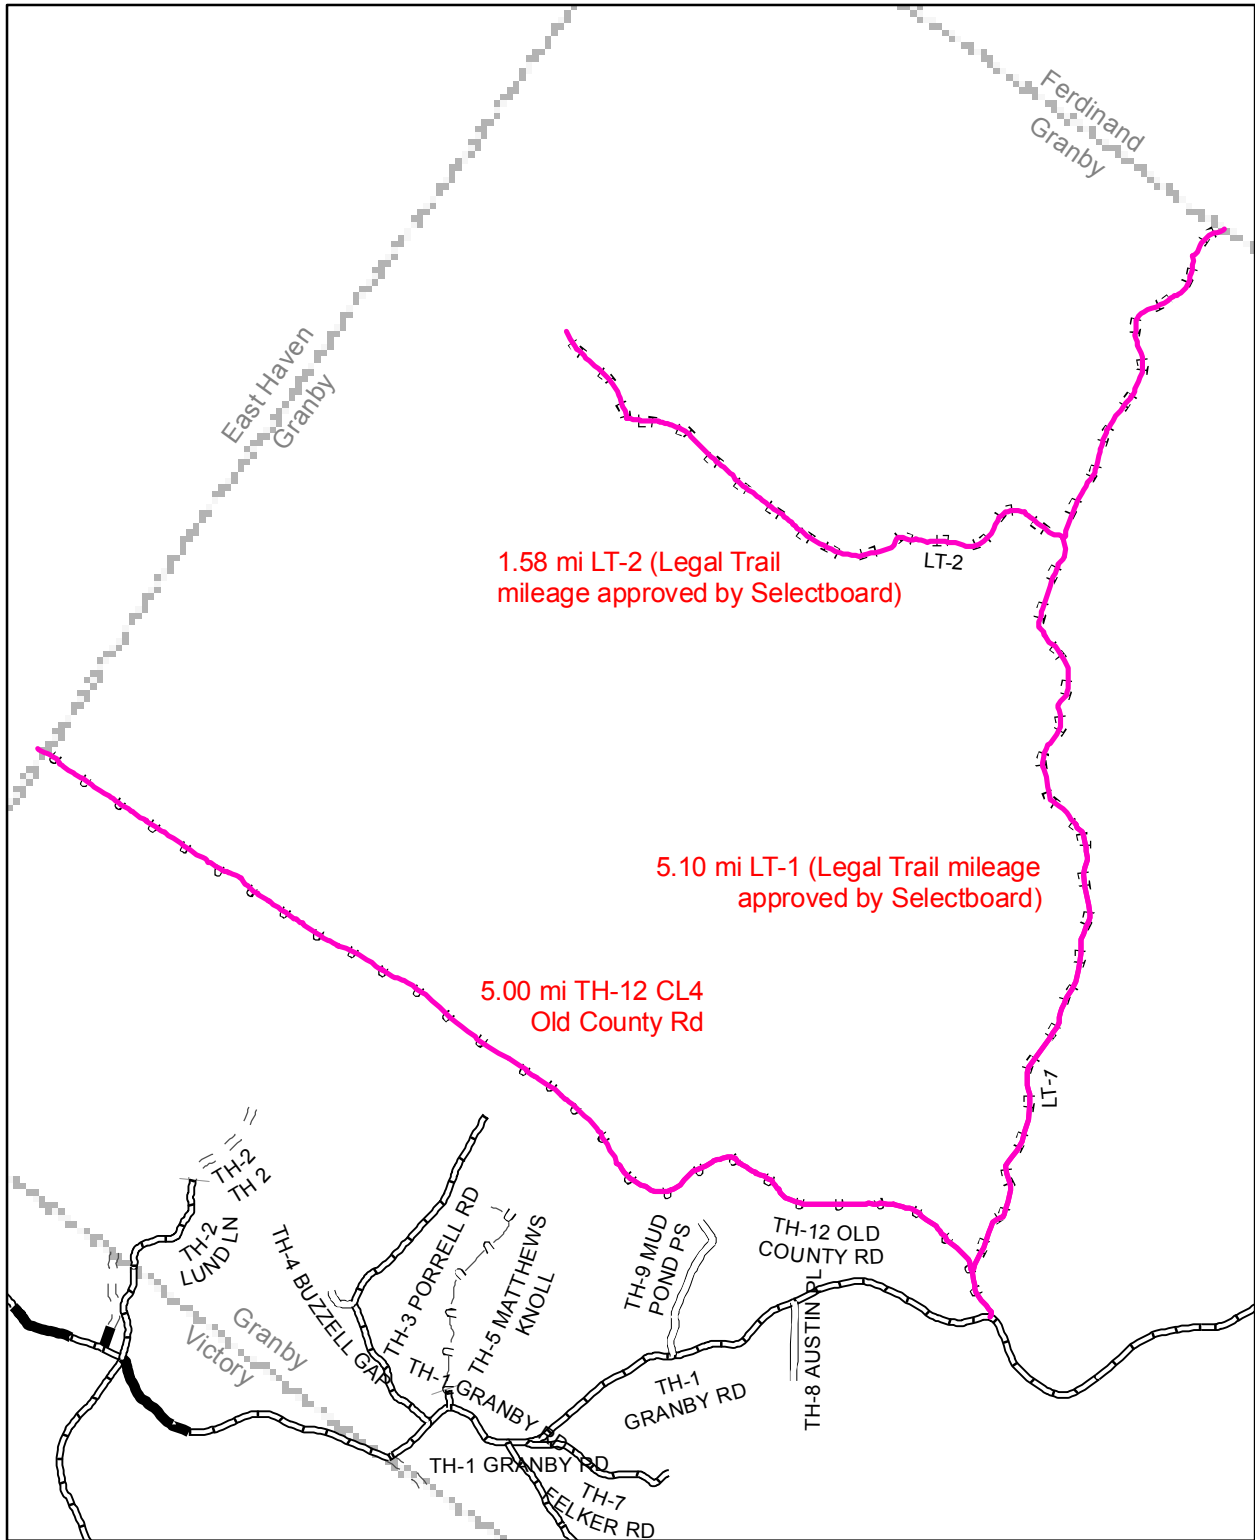 Ferdinand
Granby
East Haven
Granby
1.58 mi LT-2 (Legal Trail
mileage approved by Selectboard)
LT-2
5.10 mi LT-1 (Legal Trail mileage
approved by Selectboard)
5.00 mi TH-12 CL4
Old County Rd
LT-1
TH-2
TH 2
TH-2
LUND LN
TH-4 BUZZELL GAP
TH-3 PORRELL RD
TH-5 MATTHEWS
KNOLL
TH-9 MUD
POND PS
TH-12 OLD
COUNTY RD
Granby
Victory
TH-1 GRANBY RD
TH-1
GRANBY RD
TH-8 AUSTIN PL
TH-1 GRANBY RD
TH-7
FELKER RD